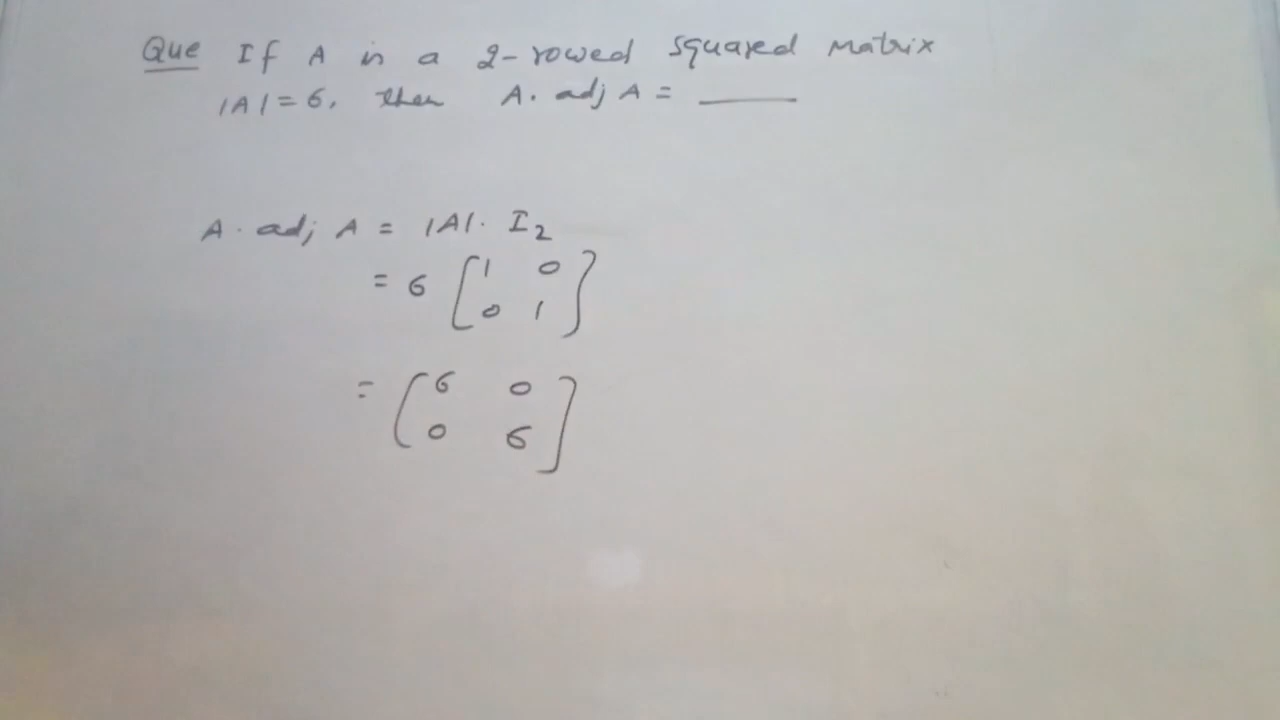 Que If A is a 2-rowed squared matrix
|A| = 6, then A. adj A = ____
A. adj A = |A|. I₂
= 6 [1 0
0 1]
= [6 0
0 6]